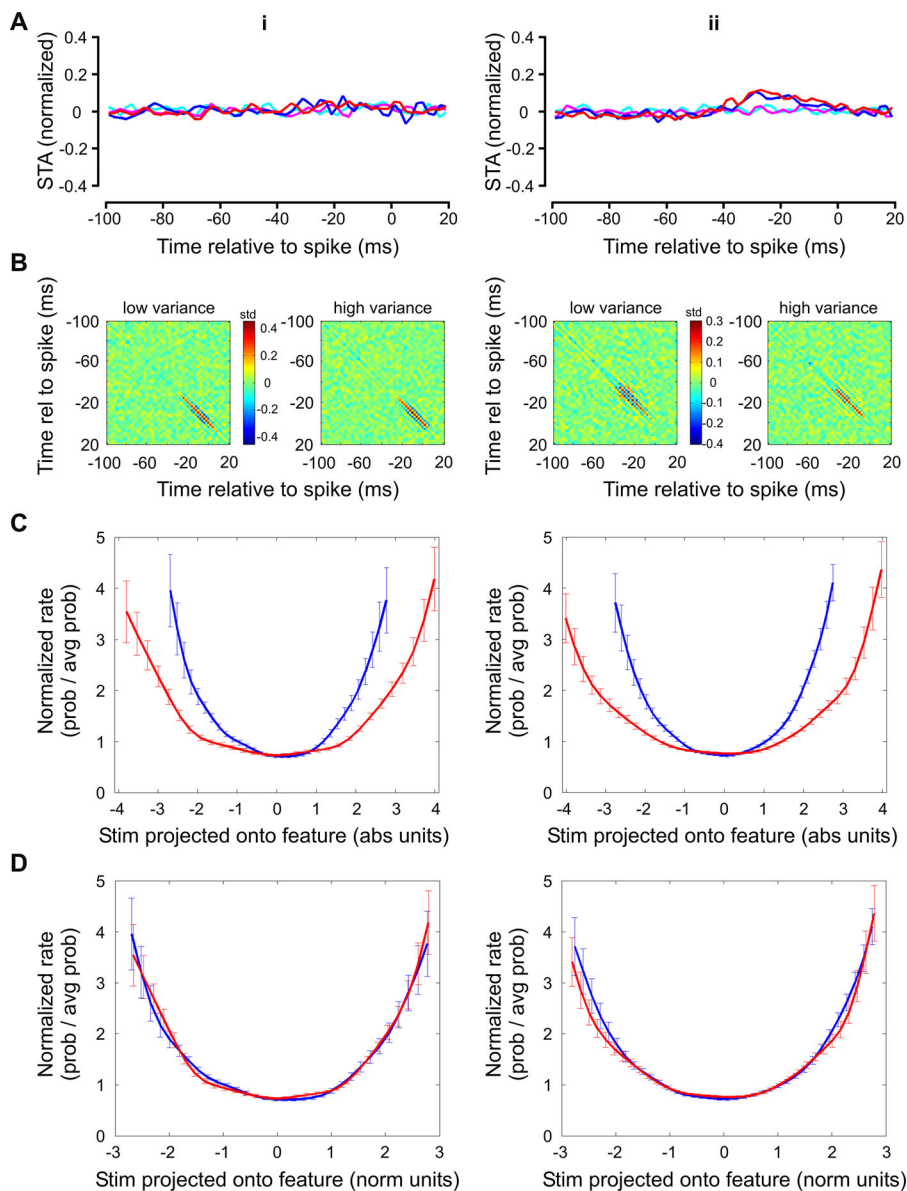 A
i
ii
STA (normalized)
0.4
0.2
0
-0.2
-0.4
-100 -80 -60 -40 -20 0 20
Time relative to spike (ms)
0.4
0.2
0
-0.2
-0.4
-100 -80 -60 -40 -20 0 20
Time relative to spike (ms)
B
Time rel to spike (ms)
low variance
std
high variance
-100
-60
-20
20
0.4
0.2
0
-0.2
-0.4
-100
-60
-20
20
-100 -60 -20 20
-100 -60 -20 20
Time relative to spike (ms)
Time rel to spike (ms)
low variance
std
high variance
-100
-60
-20
20
0.3
0.2
0.1
0
-0.1
-0.2
-0.3
-0.4
-100
-60
-20
20
-100 -60 -20 20
-100 -60 -20 20
Time relative to spike (ms)
C
Normalized rate
(prob / avg prob)
5
4
3
2
1
0
-4 -3 -2 -1 0 1 2 3 4
Stim projected onto feature (abs units)
Normalized rate
(prob / avg prob)
5
4
3
2
1
0
-4 -3 -2 -1 0 1 2 3 4
Stim projected onto feature (abs units)
D
Normalized rate
(prob / avg prob)
5
4
3
2
1
0
-3 -2 -1 0 1 2 3
Stim projected onto feature (norm units)
Normalized rate
(prob / avg prob)
5
4
3
2
1
0
-3 -2 -1 0 1 2 3
Stim projected onto feature (norm units)